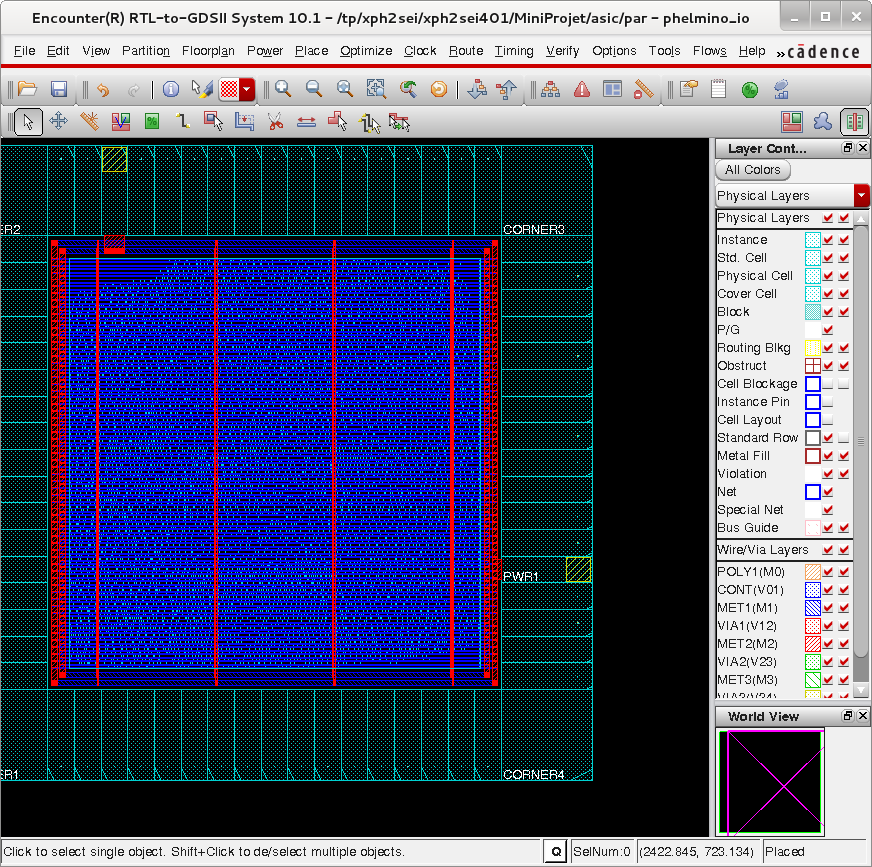 Encounter(R) RTL-to-GDSII System 10.1 - /tp/xph2sei/xph2sei401/MiniProjet/asic/par - phelmino_io
File Edit View Partition Floorplan Power Place Optimize Clock Route Timing Verify Options Tools Flows Help » cādence
Layer Cont...
All Colors
Physical Layers
Physical Layers
Instance
Std. Cell
Physical Cell
Cover Cell
Block
P/G
Routing Blkg
Obstruct
Cell Blockage
Instance Pin
Cell Layout
Standard Row
Metal Fill
Violation
Net
Special Net
Bus Guide
Wire/Via Layers
POLY1(M0)
CONT(V01)
MET1(M1)
VIA1(V12)
MET2(M2)
VIA2(V23)
MET3(M3)
VIA3(V34)
ER2
CORNER3
PWR1
ER1
CORNER4
World View
Click to select single object. Shift+Click to de/select multiple objects.
Q
SelNum:0
(2422.845, 723.134)
Placed